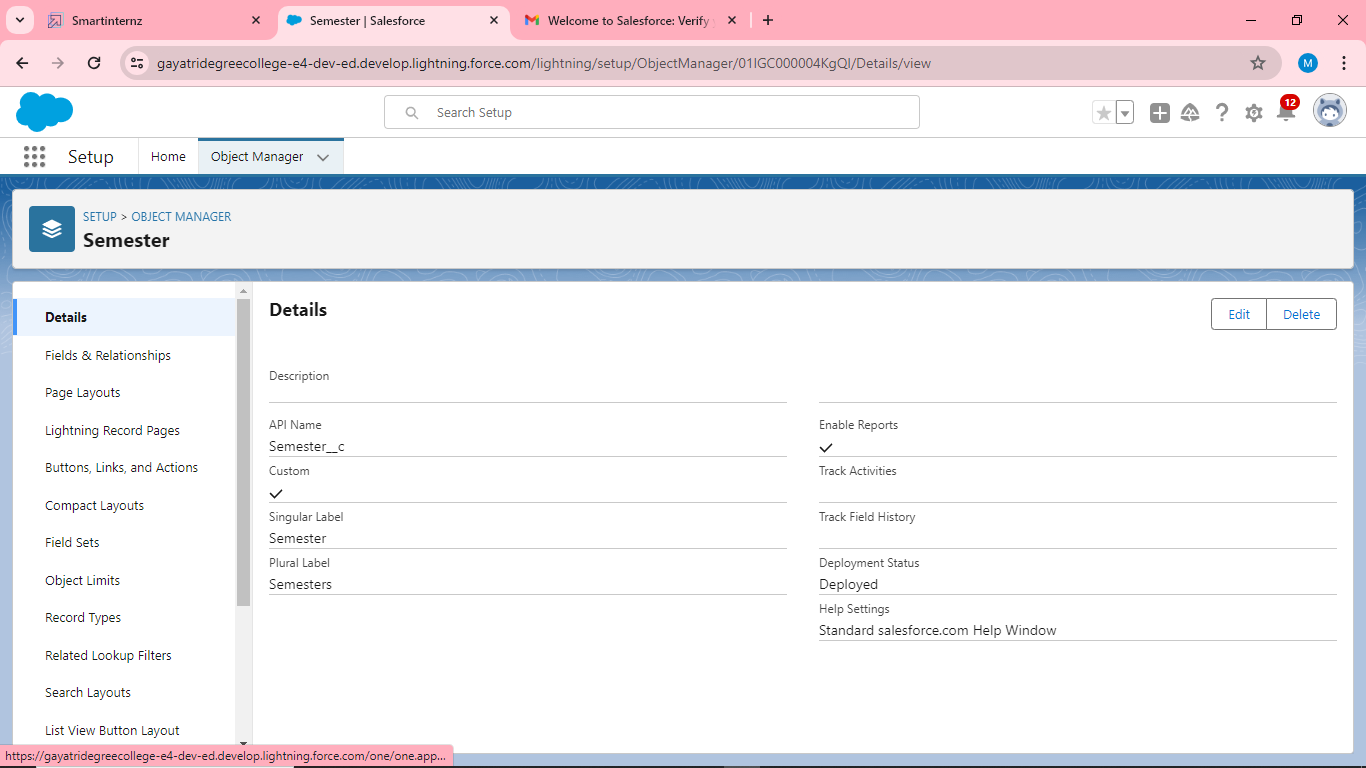 Smartinternz
Semester | Salesforce
Welcome to Salesforce: Verify
gayatridegreecollege-e4-dev-ed.develop.lightning.force.com/lightning/setup/ObjectManager/01IGC000004KgQl/Details/view
M
Search Setup
12
Setup
Home
Object Manager
SETUP > OBJECT MANAGER
Semester
Details
Fields & Relationships
Page Layouts
Lightning Record Pages
Buttons, Links, and Actions
Compact Layouts
Field Sets
Object Limits
Record Types
Related Lookup Filters
Search Layouts
List View Button Layout
Details
Edit
Delete
Description
API Name
Semester__c
Custom
Singular Label
Semester
Plural Label
Semesters
Enable Reports
Track Activities
Track Field History
Deployment Status
Deployed
Help Settings
Standard salesforce.com Help Window
https://gayatridegreecollege-e4-dev-ed.develop.lightning.force.com/one/one.app...